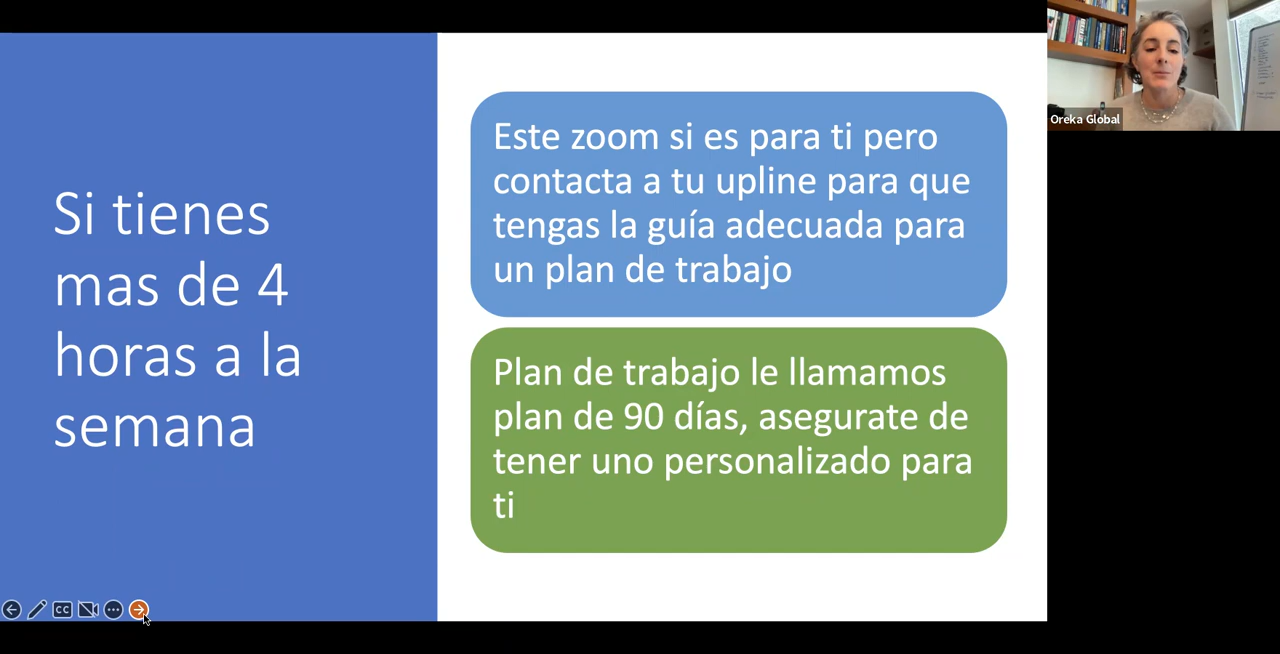 Si tienes
mas de 4
horas a la
semana
Este zoom si es para ti pero
contacta a tu upline para que
tengas la guía adecuada para
un plan de trabajo
Plan de trabajo le llamamos
plan de 90 días, asegurate de
tener uno personalizado para
ti
Oreka Global
CC